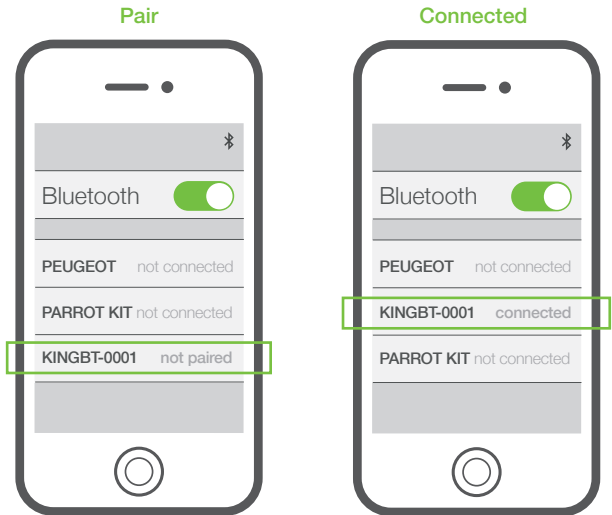 Pair
Bluetooth
PEUGEOT not connected
PARROT KIT not connected
KINGBT-0001 not paired
Connected
Bluetooth
PEUGEOT not connected
KINGBT-0001 connected
PARROT KIT not connected